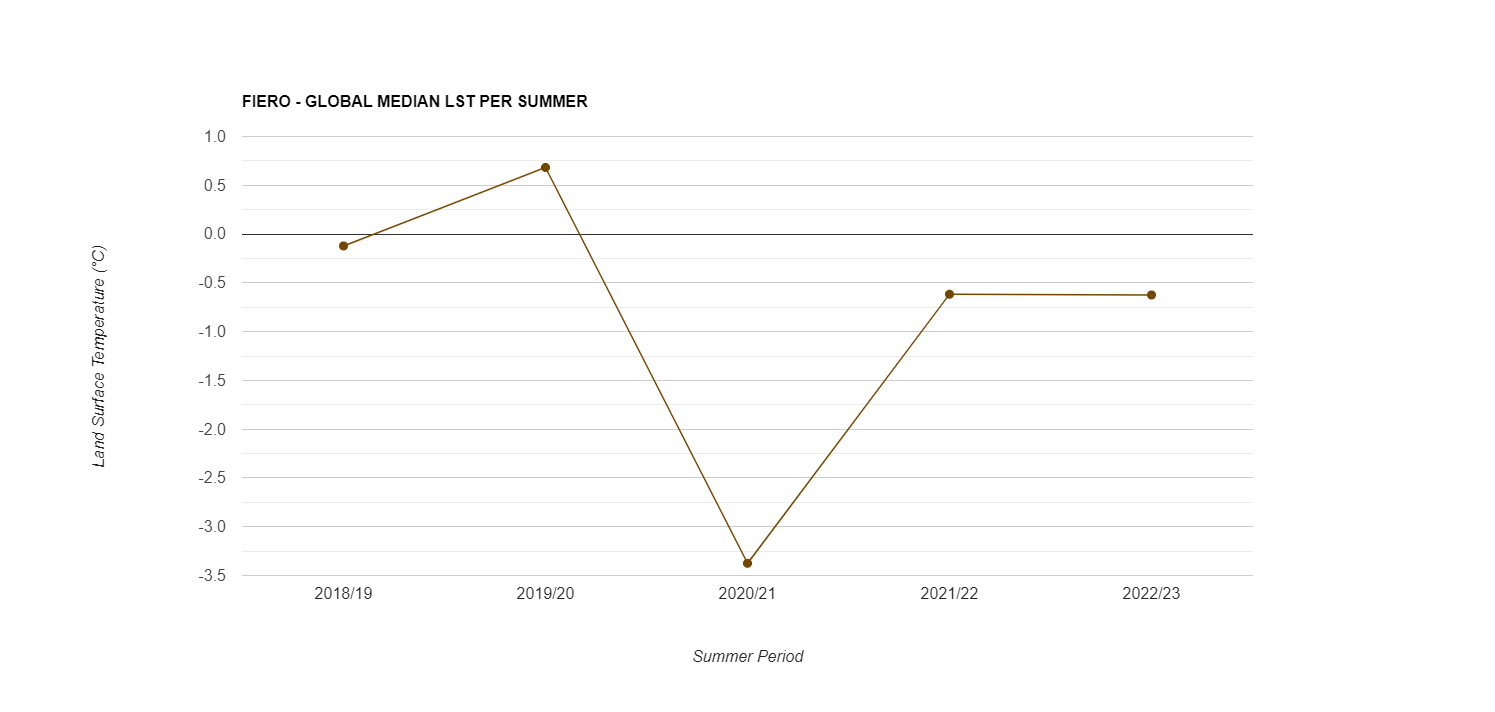 FIERO - GLOBAL MEDIAN LST PER SUMMER
1.0
0.5
0.0
-0.5
-1.0
-1.5
-2.0
-2.5
-3.0
-3.5
Land Surface Temperature (°C)
2018/19 2019/20 2020/21 2021/22 2022/23
Summer Period